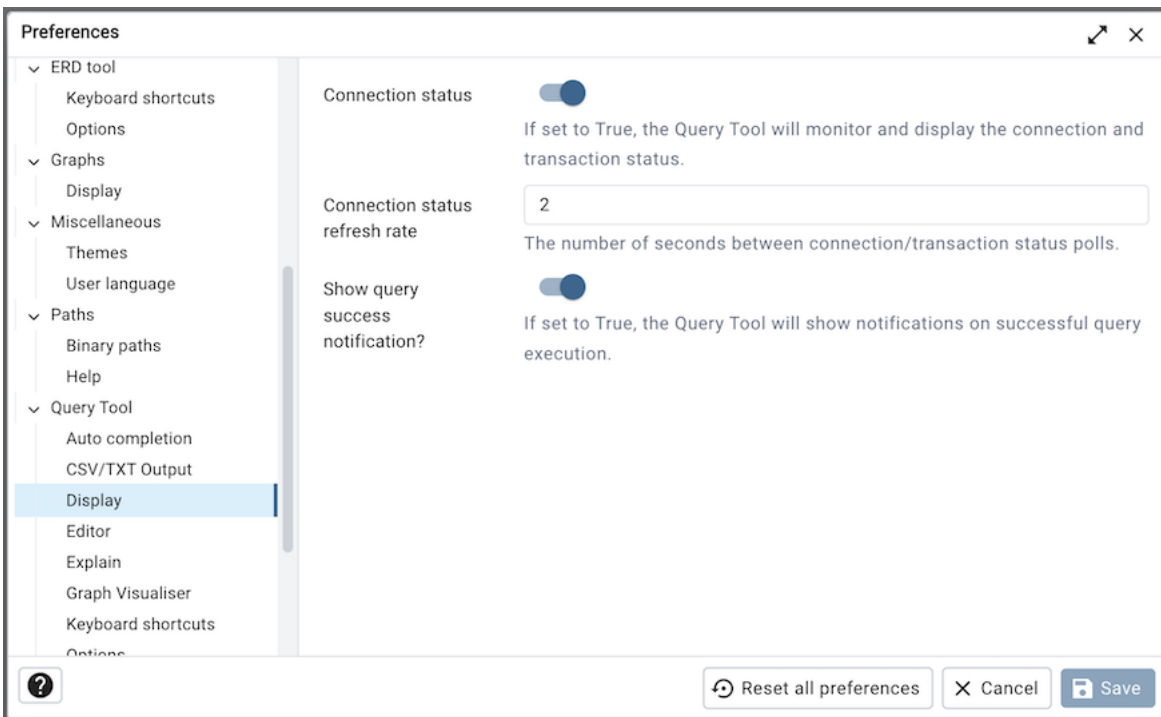 Preferences
ERD tool
Keyboard shortcuts
Options
Graphs
Display
Miscellaneous
Themes
User language
Paths
Binary paths
Help
Query Tool
Auto completion
CSV/TXT Output
Display
Editor
Explain
Graph Visualiser
Keyboard shortcuts
Options
Connection status
If set to True, the Query Tool will monitor and display the connection and
transaction status.
Connection status
refresh rate
2
The number of seconds between connection/transaction status polls.
Show query
success
notification?
If set to True, the Query Tool will show notifications on successful query
execution.
?
Reset all preferences
Cancel
Save